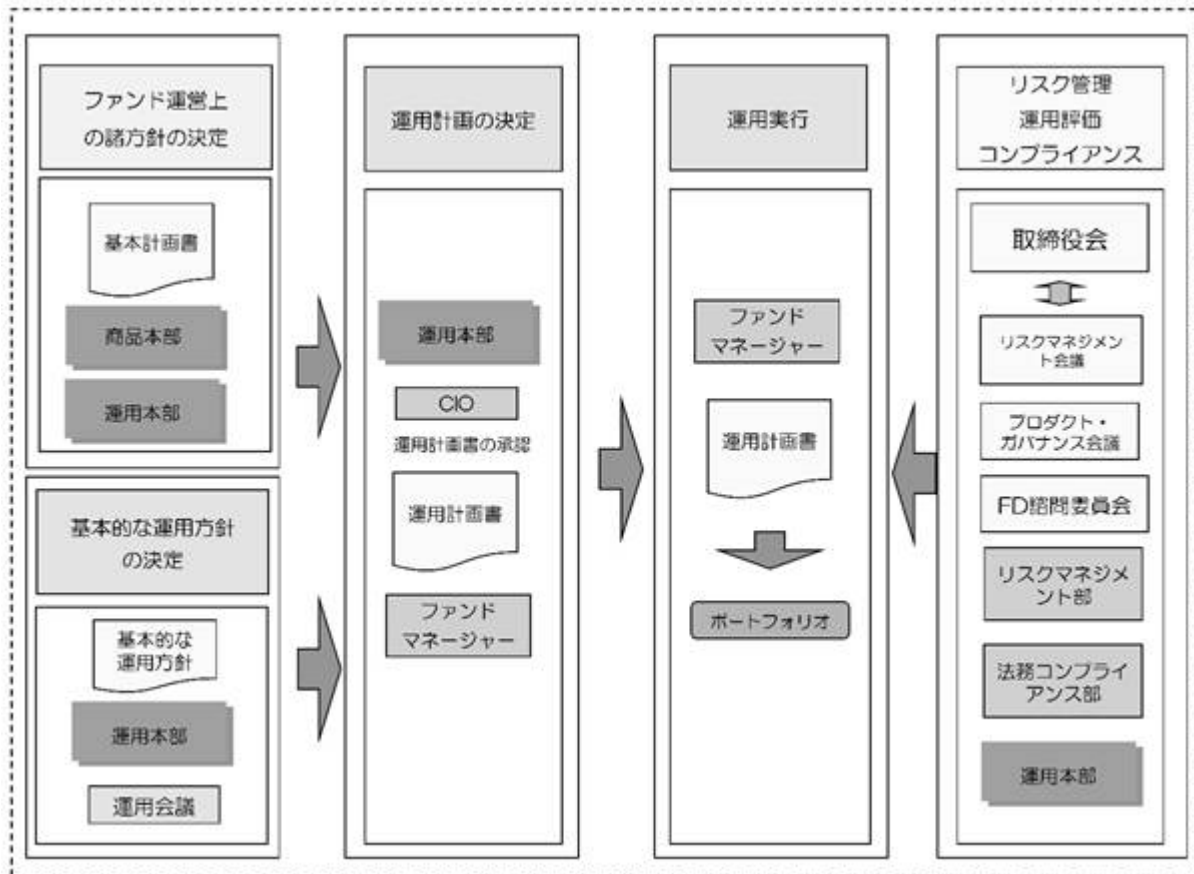 ファンド運営上
の諸方針の決定
基本計画書
商品本部
運用本部
基本的な運用方針
の決定
基本的な
運用方針
運用本部
運用会議
運用計画の決定
運用本部
CIO
運用計画書の承認
運用計画書
ファンド
マネージャー
運用実行
ファンド
マネージャー
運用計画書
ポートフォリオ
リスク管理
運用評価
コンプライアンス
取締役会
リスクマネジメン
ト会議
プロダクト・
ガバナンス会議
FD諮問委員会
リスクマネジメ
ント部
法務コンプライ
アンス部
運用本部